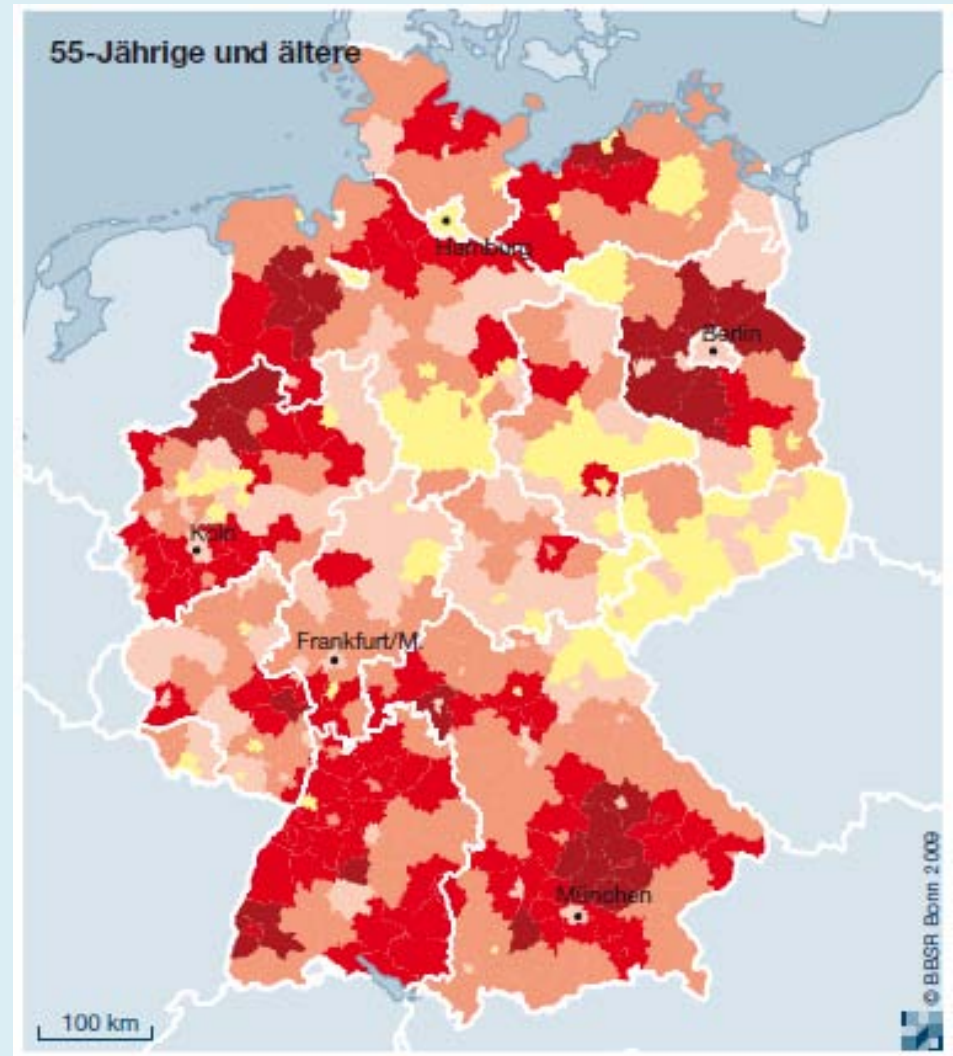 55-Jährige und ältere
Hamburg
Berlin
Köln
Frankfurt/M.
München
100 km
© BBSR Bonn 2009